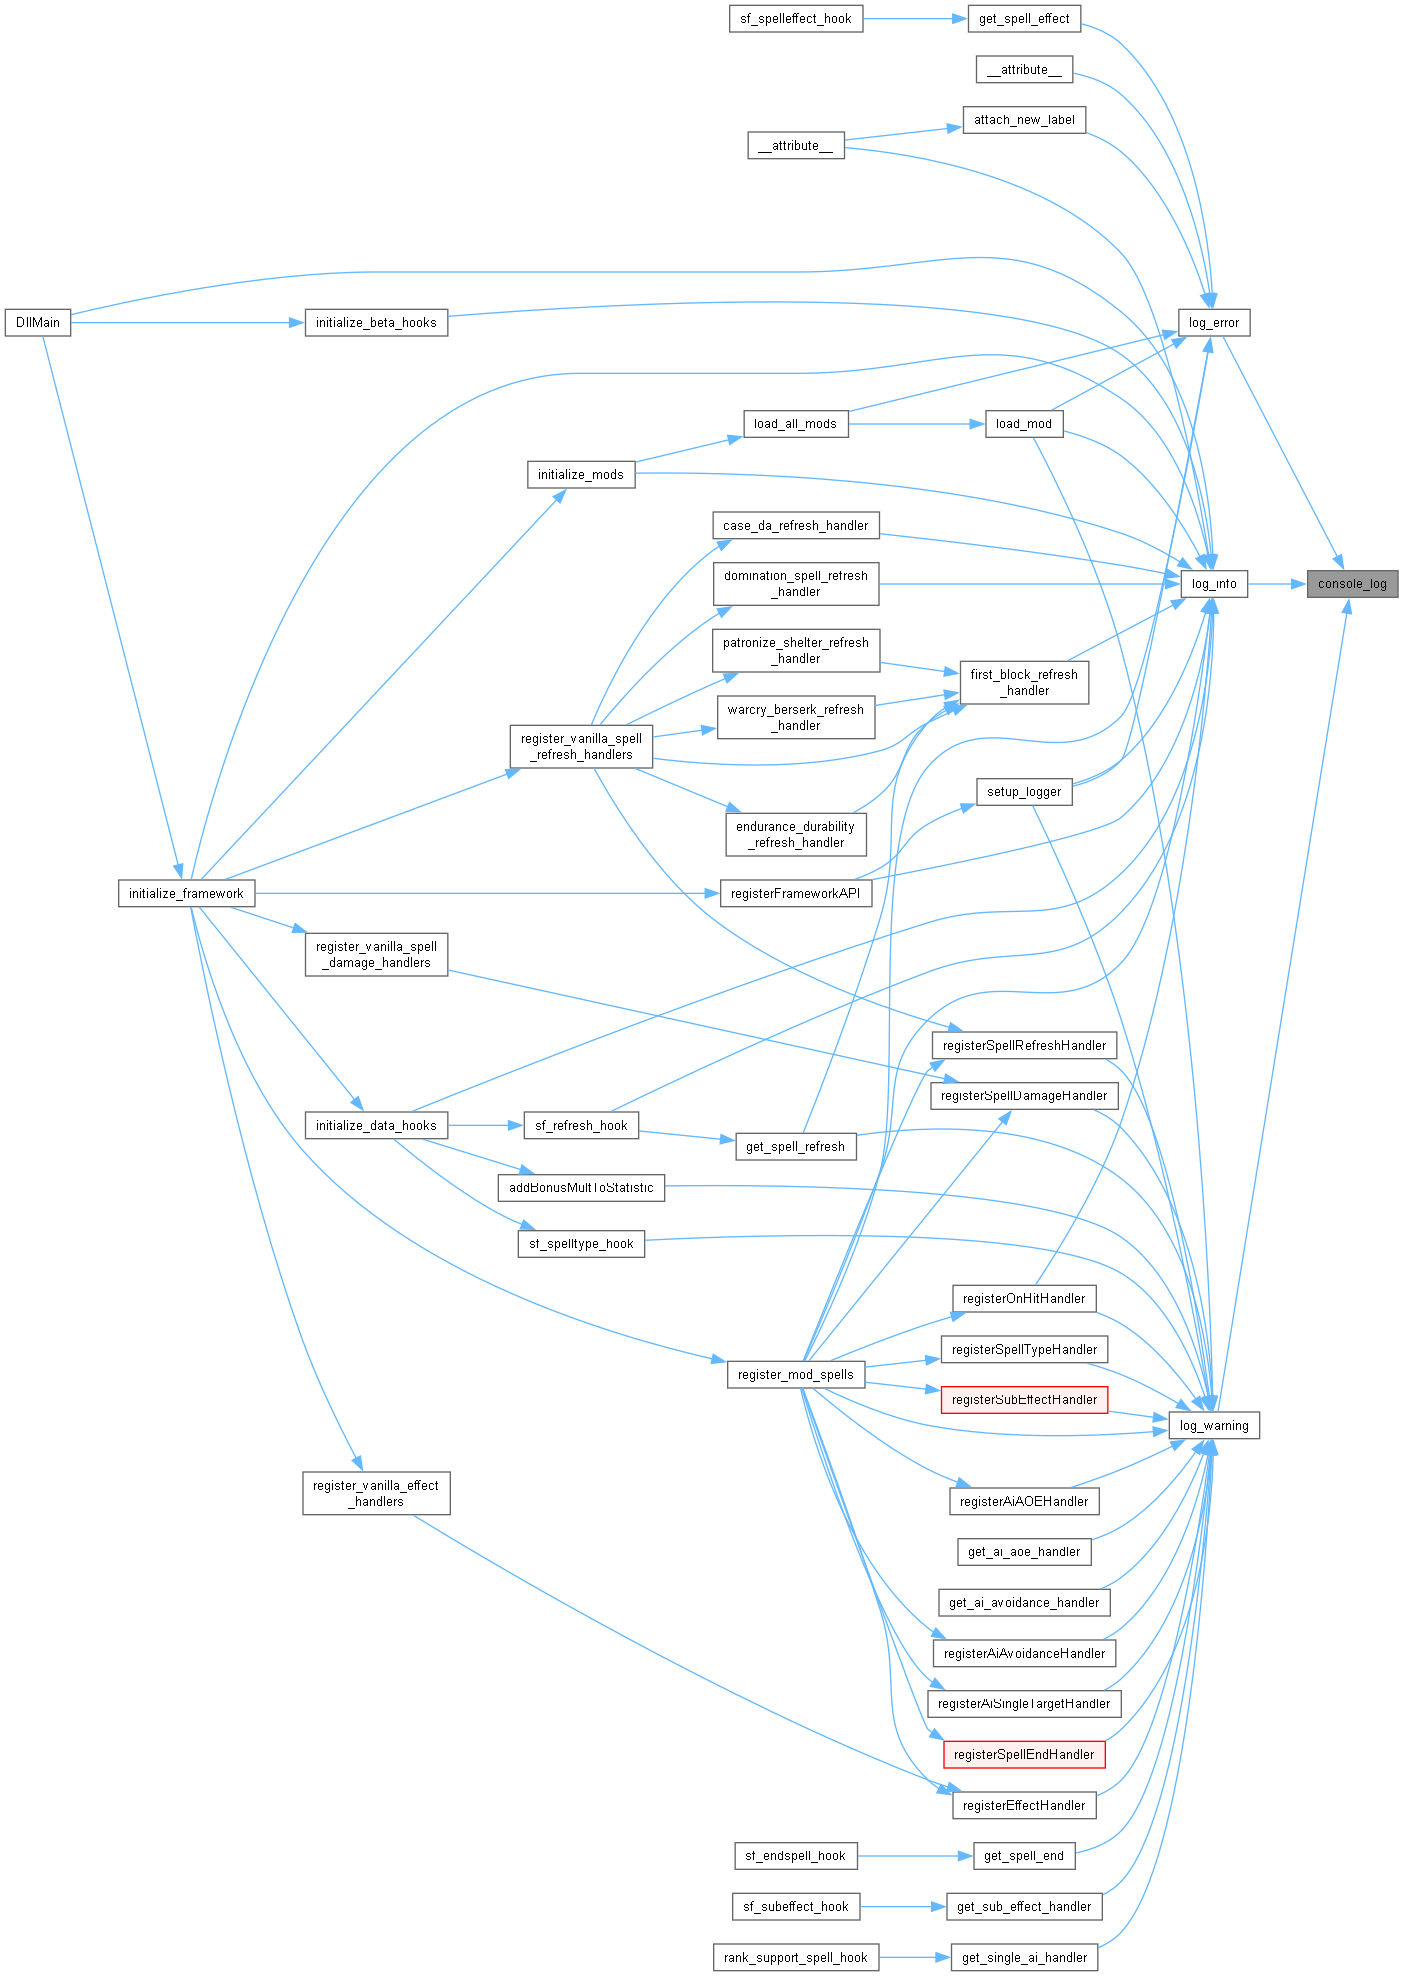 sf_spelleffect_hook
get_spell_effect
__attribute__
attach_new_label
__attribute__
DllMain
initialize_beta_hooks
log_error
load_all_mods
load_mod
initialize_mods
case_da_refresh_handler
domination_spell_refresh
_handler
log_info
console_log
patronize_shelter_refresh
_handler
first_block_refresh
_handler
warcry_berserk_refresh
_handler
register_vanilla_spell
_refresh_handlers
setup_logger
endurance_durability
_refresh_handler
initialize_framework
registerFrameworkAPI
register_vanilla_spell
_damage_handlers
registerSpellRefreshHandler
registerSpellDamageHandler
initialize_data_hooks
sf_refresh_hook
get_spell_refresh
addBonusMultToStatistic
sf_spelltype_hook
registerOnHitHandler
registerSpellTypeHandler
register_mod_spells
registerSubEffectHandler
log_warning
register_vanilla_effect
_handlers
registerAiAOEHandler
get_ai_aoe_handler
get_ai_avoidance_handler
registerAiAvoidanceHandler
registerAiSingleTargetHandler
registerSpellEndHandler
registerEffectHandler
sf_endspell_hook
get_spell_end
sf_subeffect_hook
get_sub_effect_handler
rank_support_spell_hook
get_single_ai_handler